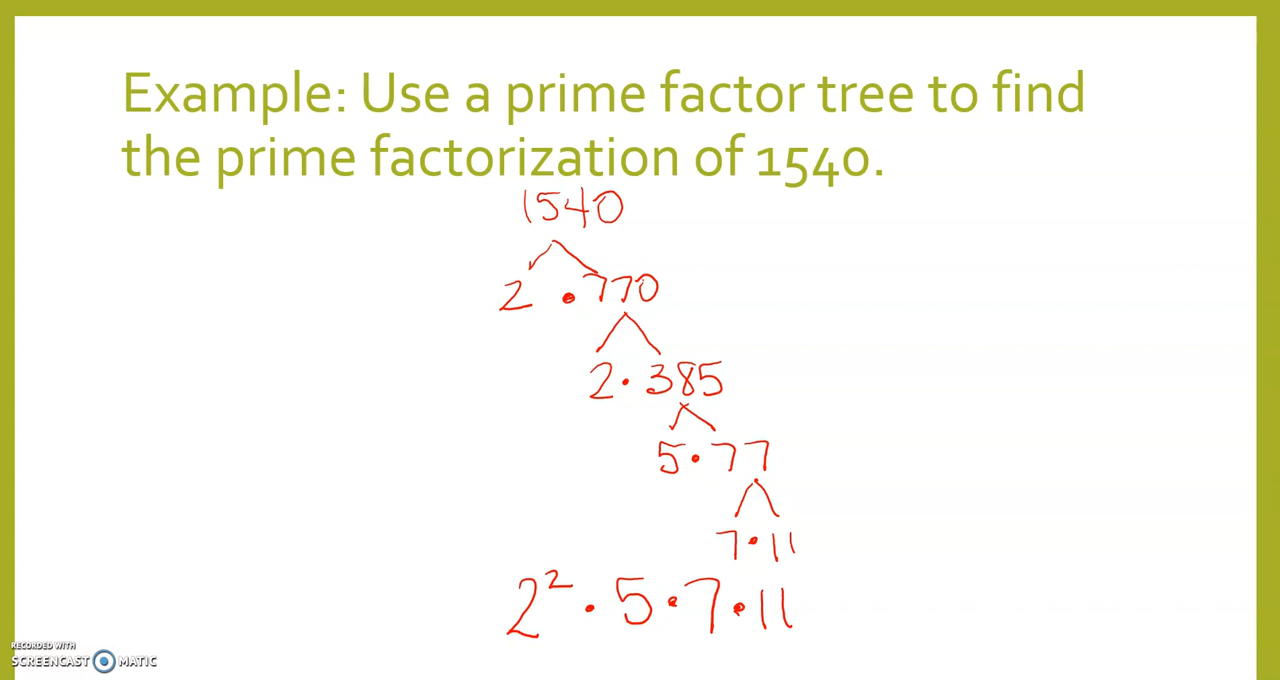 Example: Use a prime factor tree to find
the prime factorization of 1540.
1540
2 • 770
2 • 385
5 • 77
7 • 11
2² • 5 • 7 • 11
RECORDED WITH
SCREENCAST MATIC